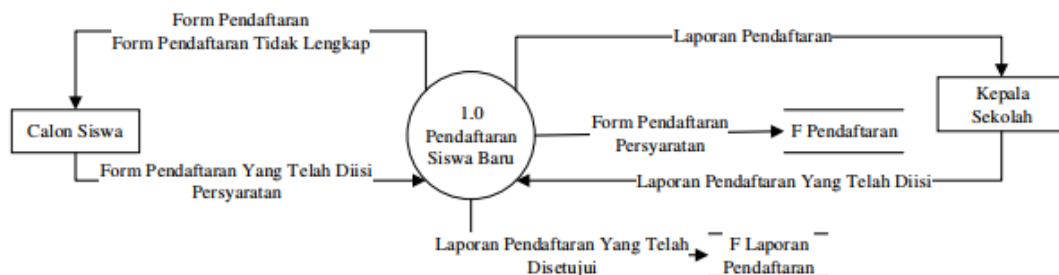 Form Pendaftaran
Form Pendaftaran Tidak Lengkap
Laporan Pendaftaran
1.0
Pendaftaran
Siswa Baru
Calon Siswa
Form Pendaftaran
Persyaratan
F Pendaftaran
Kepala
Sekolah
Form Pendaftaran Yang Telah Diisi
Persyaratan
Laporan Pendaftaran Yang Telah Diisi
Laporan Pendaftaran Yang Telah
Disetujui
F Laporan
Pendaftaran